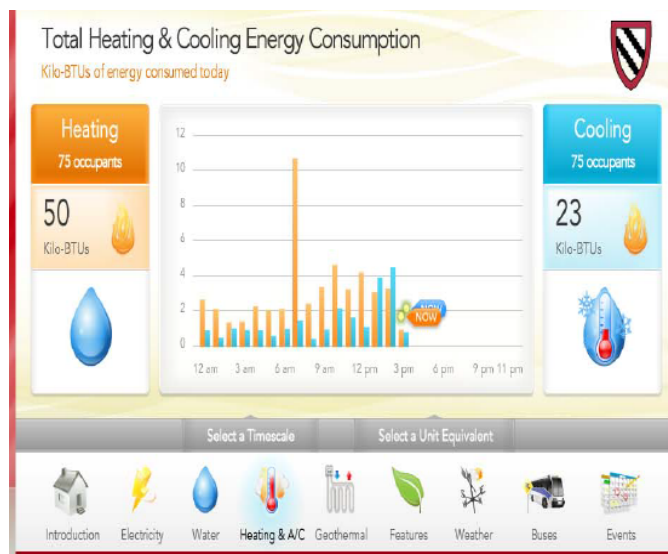 Total Heating & Cooling Energy Consumption
Kilo-BTUs of energy consumed today
Heating
75 occupants
50
Kilo-BTUs
12
10
8
6
4
2
0
NOW
NOW
12 am 3 am 6 am 9 am 12 pm 3 pm 6 pm 9 pm 11 pm
Cooling
75 occupants
23
Kilo-BTUs
Select a Timescale Select a Unit Equivalent
Introduction Electricity Water Heating & A/C Geothermal Features Weather Buses Events